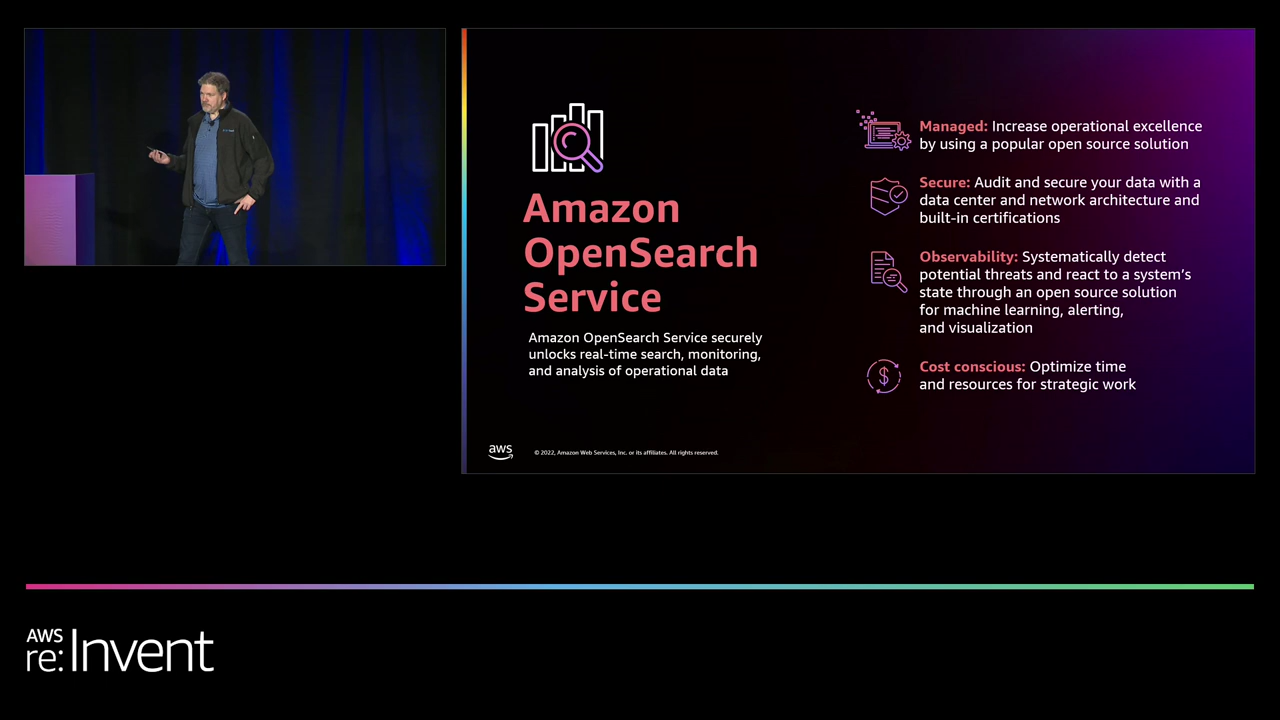 Amazon
OpenSearch
Service
Amazon OpenSearch Service securely
unlocks real-time search, monitoring,
and analysis of operational data
Managed: Increase operational excellence
by using a popular open source solution
Secure: Audit and secure your data with a
data center and network architecture and
built-in certifications
Observability: Systematically detect
potential threats and react to a system's
state through an open source solution
for machine learning, alerting,
and visualization
$
Cost conscious: Optimize time
and resources for strategic work
aws
© 2022, Amazon Web Services, Inc. or its affiliates. All rights reserved.
AWS
re:Invent